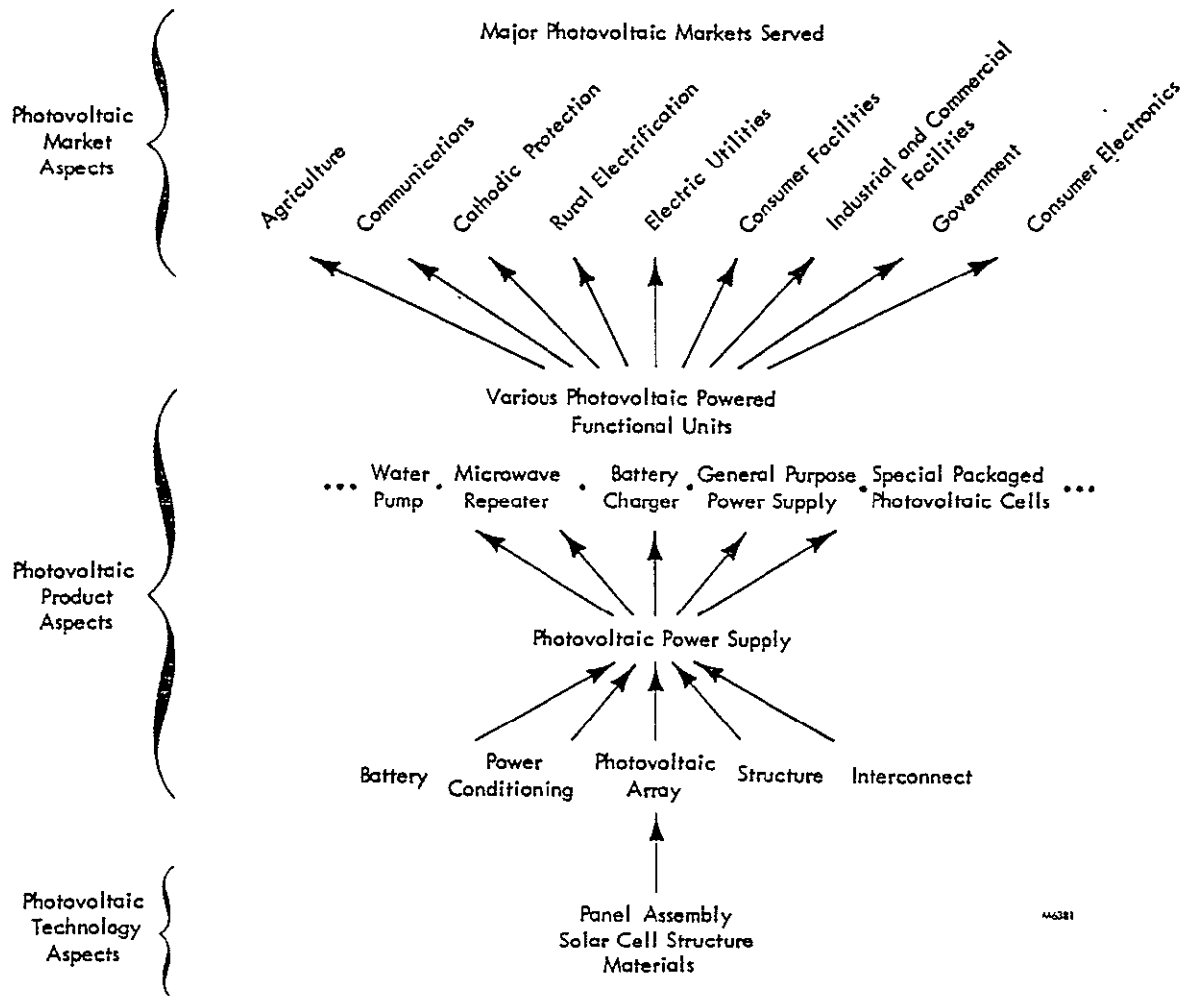 Major Photovoltaic Markets Served
Photovoltaic
Market
Aspects
Agriculture
Communications
Cathodic Protection
Rural Electrification
Electric Utilities
Consumer Facilities
Industrial and Commercial
Facilities
Government
Consumer Electronics
Various Photovoltaic Powered
Functional Units
••• Water
Pump
• Microwave
Repeater
• Battery
Charger
• General Purpose
Power Supply
• Special Packaged
Photovoltaic Cells •••
Photovoltaic
Product
Aspects
Photovoltaic Power Supply
Battery
Power
Conditioning
Photovoltaic
Array
Structure
Interconnect
Photovoltaic
Technology
Aspects
Panel Assembly
Solar Cell Structure
Materials
446381